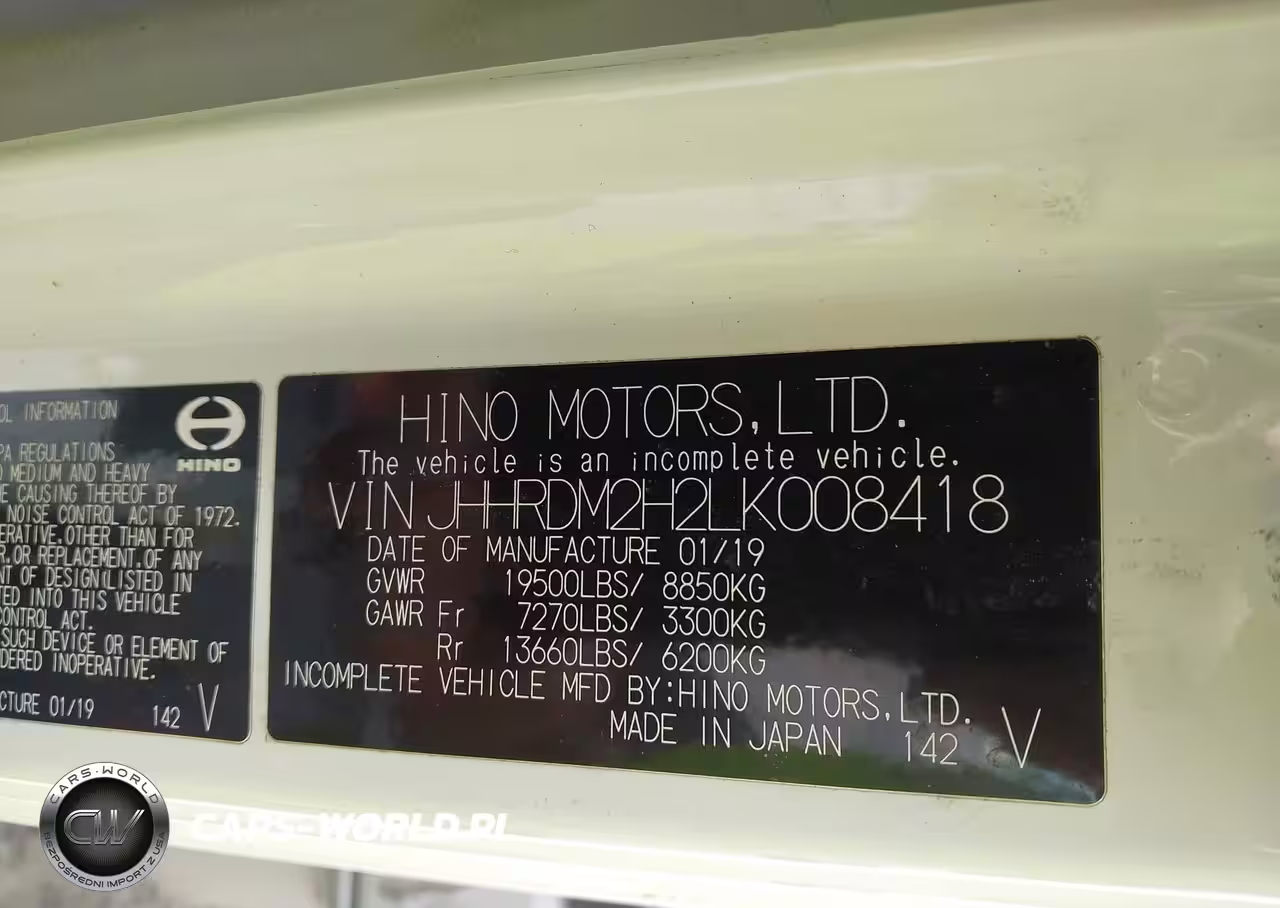 OL INFORMATION
HINO
PA REGULATIONS
MEDIUM AND HEAVY
E CAUSING THEREOF BY
NOISE CONTROL ACT OF 1972.
ERATIVE.OTHER THAN FOR
R.OR REPLACEMENT.OF ANY
NT OF DESIGN(LISTED IN
TED INTO THIS VEHICLE
CONTROL ACT.
SUCH DEVICE OR ELEMENT OF
DERED INOPERATIVE.
CTURE 01/19 142 V
HINO MOTORS,LTD.
The vehicle is an incomplete vehicle.
VIN JHHRDM2H2LK008418
DATE OF MANUFACTURE 01/19
GVWR 19500LBS/ 8850KG
GAWR Fr 7270LBS/ 3300KG
Rr 13660LBS/ 6200KG
INCOMPLETE VEHICLE MFD BY:HINO MOTORS,LTD.
MADE IN JAPAN 142 V
CARS-WORLD
CW
BEZPOŚREDNI IMPORT Z USA
CARS-WORLD.PL